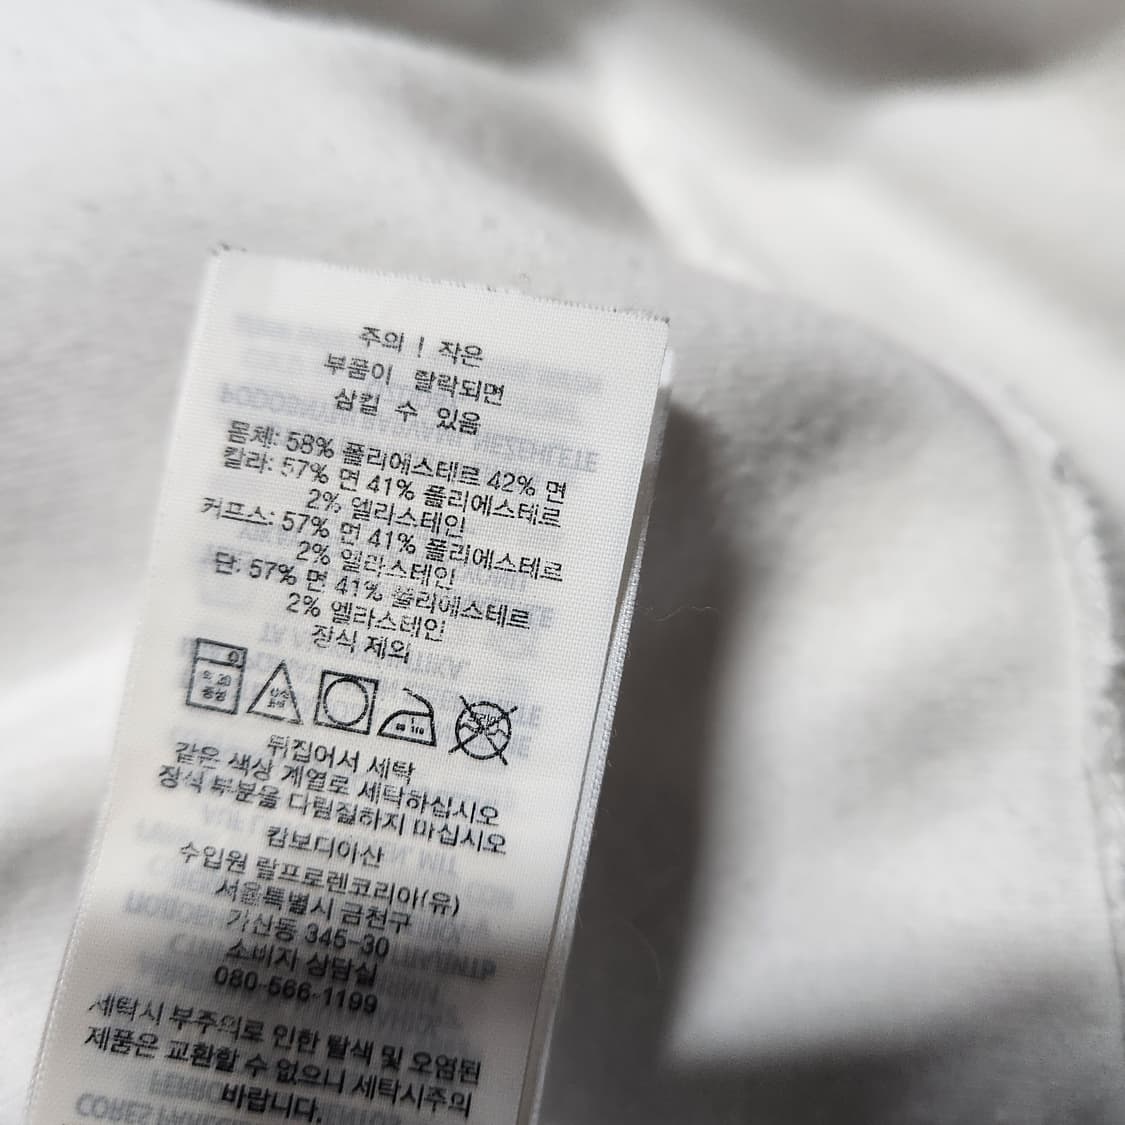 주의 ! 작은
부품이 탈락되면
삼킬 수 있음
몸체: 58% 폴리에스테르 42% 면
칼라: 57% 면 41% 폴리에스테르
2% 엘라스테인
커프스: 57% 면 41% 폴리에스테르
2% 엘라스테인
단: 57% 면 41% 폴리에스테르
2% 엘라스테인
장식 제외
중성
뒤집어서 세탁
같은 색상 계열로 세탁하십시오
장식 부분을 다림질하지 마십시오
캄보디아산
수입원 랄프로렌코리아(유)
서울특별시 금천구
가산동 345-30
소비자 상담실
080-566-1199
세탁시 부주의로 인한 탈색 및 오염된
제품은 교환할 수 없으니 세탁시주의
바랍니다.